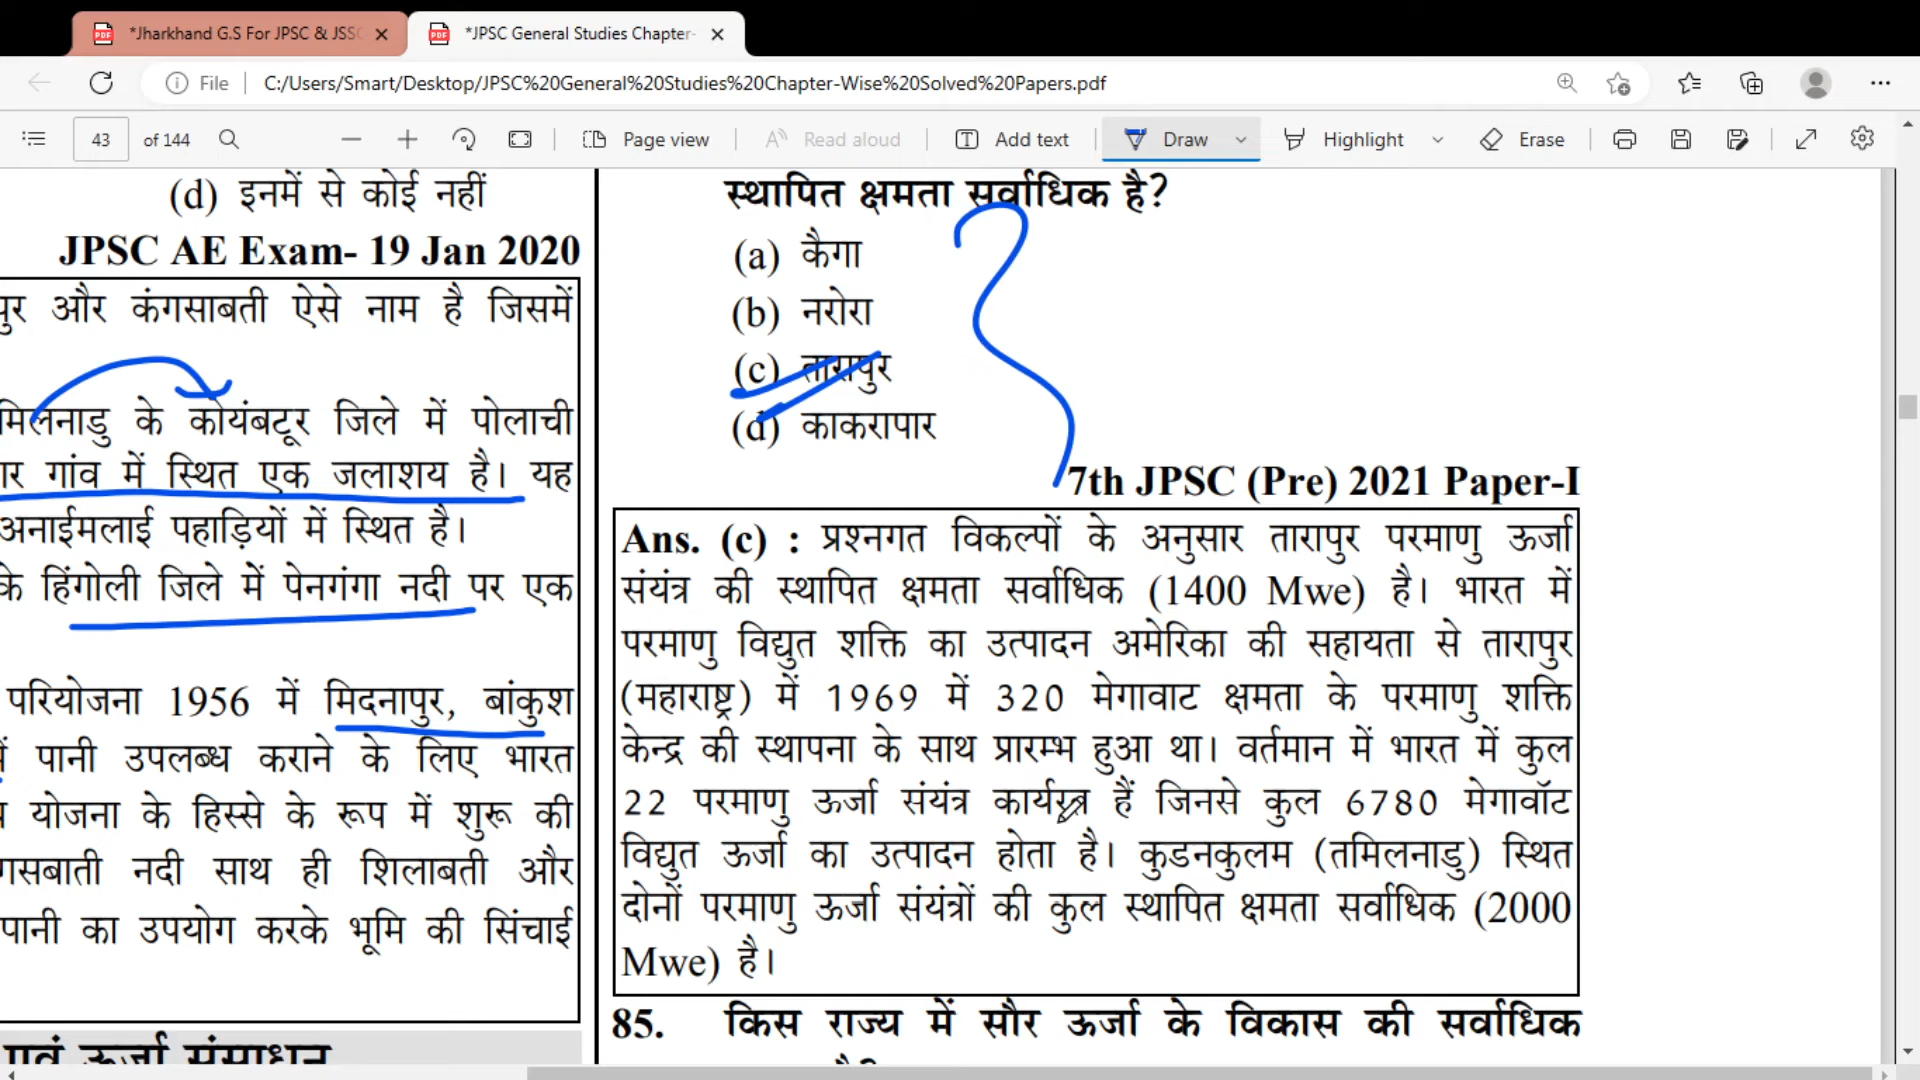 *Jharkhand G.S For JPSC & JSSC
*JPSC General Studies Chapter-
File
C:/Users/Smart/Desktop/JPSC%20General%20Studies%20Chapter-Wise%20Solved%20Papers.pdf
43 of 144
Page view
Read aloud
Add text
Draw
Highlight
Erase
(d) इनमें से कोई नहीं
JPSC AE Exam- 19 Jan 2020
और कंगसाबती ऐसे नाम है जिसमें
के कोयंबटूर जिले में पोलाची
गांव में स्थित एक जलाशय है। यह
अनाईमलाई पहाड़ियों में स्थित है।
के हिंगोली जिले में पेनगंगा नदी पर एक
परियोजना 1956 में मिदनापुर, बांकुश
पानी उपलब्ध कराने के लिए भारत
योजना के हिस्से के रूप में शुरू की
नदी साथ ही शिलाबती और
पानी का उपयोग करके भूमि की सिंचाई
एवं ऊर्जा संसाधन
स्थापित क्षमता सर्वाधिक है?
(a) कैगा
(b) नरोरा
(c) तारापुर
(d) काकरापार
7th JPSC (Pre) 2021 Paper-I
Ans. (c) : प्रश्नगत विकल्पों के अनुसार तारापुर परमाणु ऊर्जा
संयंत्र की स्थापित क्षमता सर्वाधिक (1400 Mwe) है। भारत में
परमाणु विद्युत शक्ति का उत्पादन अमेरिका की सहायता से तारापुर
(महाराष्ट्र) में 1969 में 320 मेगावाट क्षमता के परमाणु शक्ति
केन्द्र की स्थापना के साथ प्रारम्भ हुआ था। वर्तमान में भारत में कुल
22 परमाणु ऊर्जा संयंत्र कार्यरत्र हैं जिनसे कुल 6780 मेगावॉट
विद्युत ऊर्जा का उत्पादन होता है। कुडनकुलम (तमिलनाडु) स्थित
दोनों परमाणु ऊर्जा संयंत्रों की कुल स्थापित क्षमता सर्वाधिक (2000
Mwe) है।
85. किस राज्य में सौर ऊर्जा के विकास की सर्वाधिक